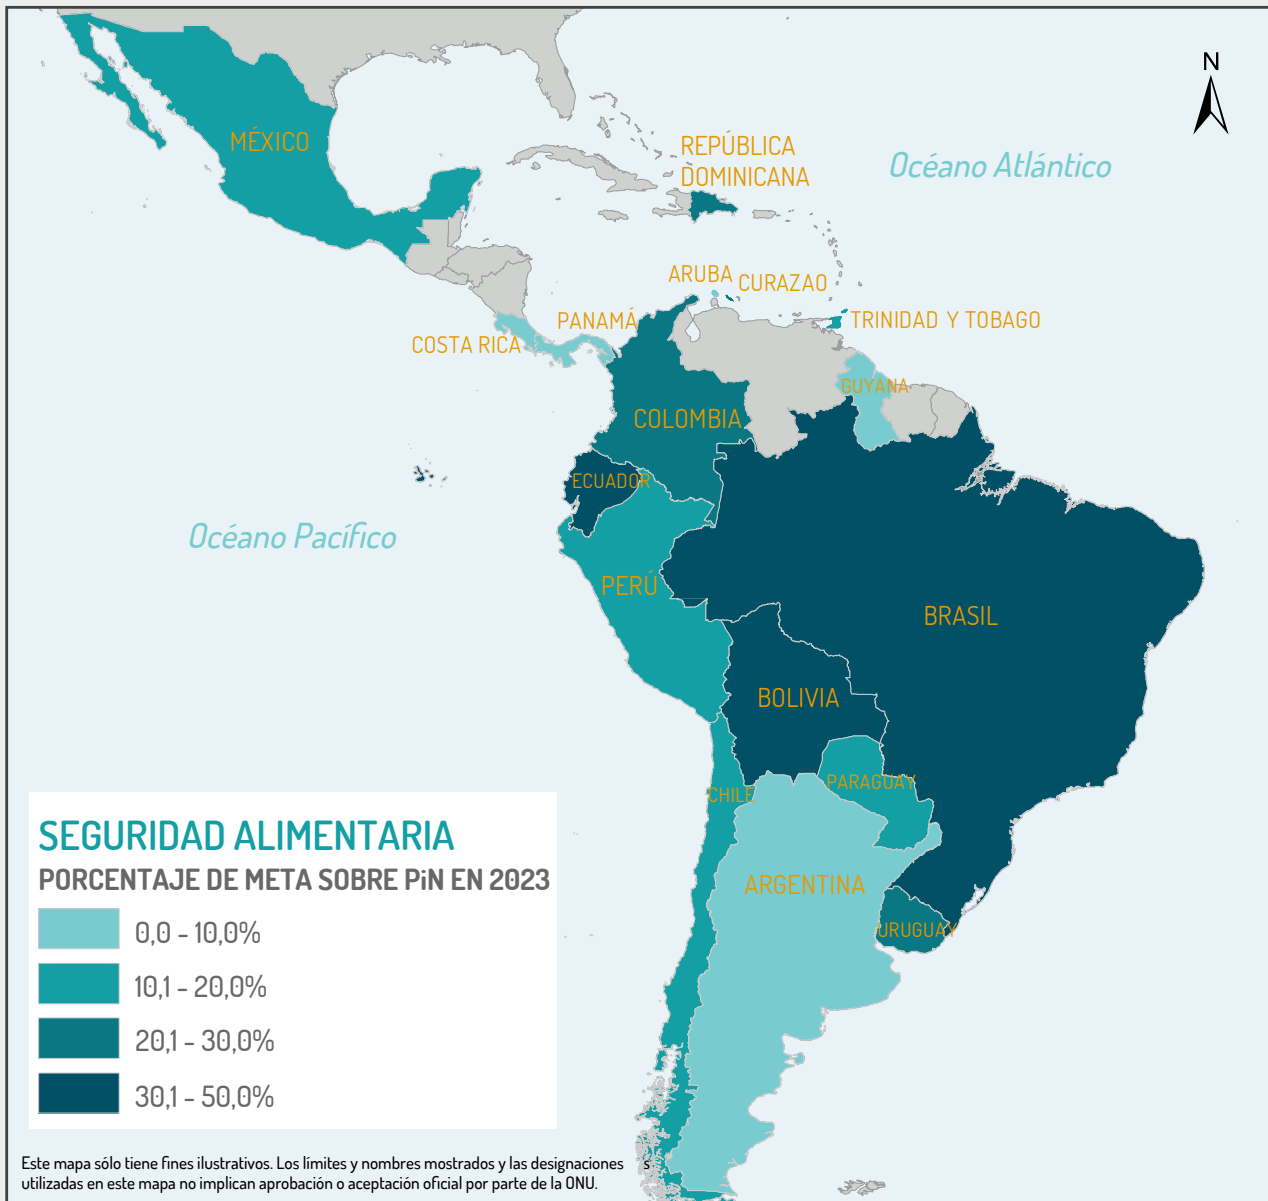 N
MÉXICO
REPÚBLICA
DOMINICANA
Océano Atlántico
ARUBA
CURAZAO
PANAMÁ
TRINIDAD Y TOBAGO
COSTA RICA
GUYANA
COLOMBIA
ECUADOR
Océano Pacífico
PERÚ
BRASIL
BOLIVIA
PARAGUAY
CHILE
ARGENTINA
URUGUAY
SEGURIDAD ALIMENTARIA
PORCENTAJE DE META SOBRE PiN EN 2023
0,0 - 10,0%
10,1 - 20,0%
20,1 - 30,0%
30,1 - 50,0%
Este mapa sólo tiene fines ilustrativos. Los límites y nombres mostrados y las designaciones s
utilizadas en este mapa no implican aprobación o aceptación oficial por parte de la ONU.